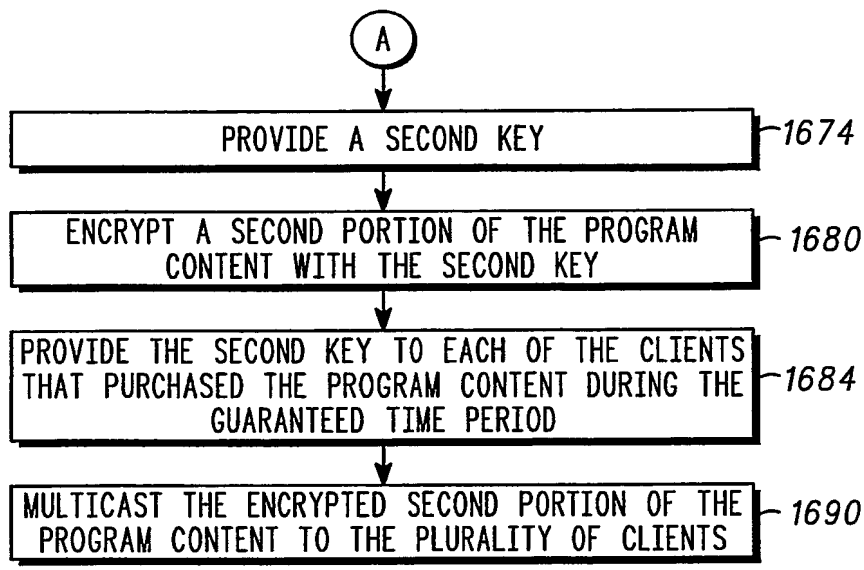 A
PROVIDE A SECOND KEY
1674
ENCRYPT A SECOND PORTION OF THE PROGRAM
CONTENT WITH THE SECOND KEY
1680
PROVIDE THE SECOND KEY TO EACH OF THE CLIENTS
THAT PURCHASED THE PROGRAM CONTENT DURING THE
GUARANTEED TIME PERIOD
1684
MULTICAST THE ENCRYPTED SECOND PORTION OF THE
PROGRAM CONTENT TO THE PLURALITY OF CLIENTS
1690